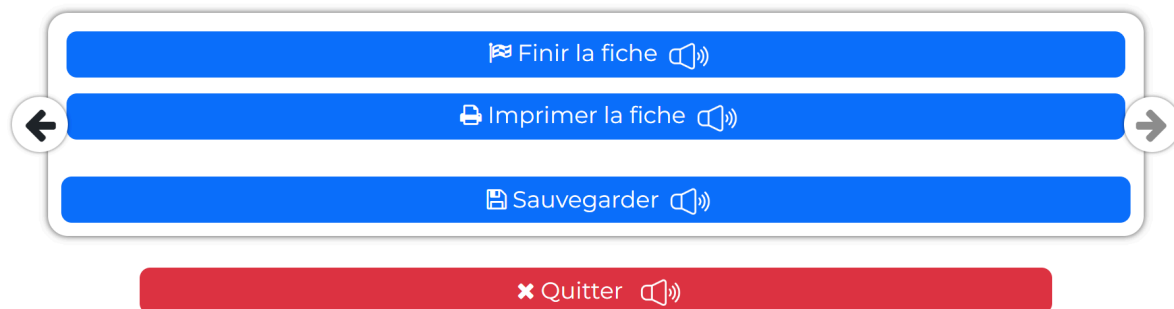 Finir la fiche
Imprimer la fiche
Sauvegarder
Quitter